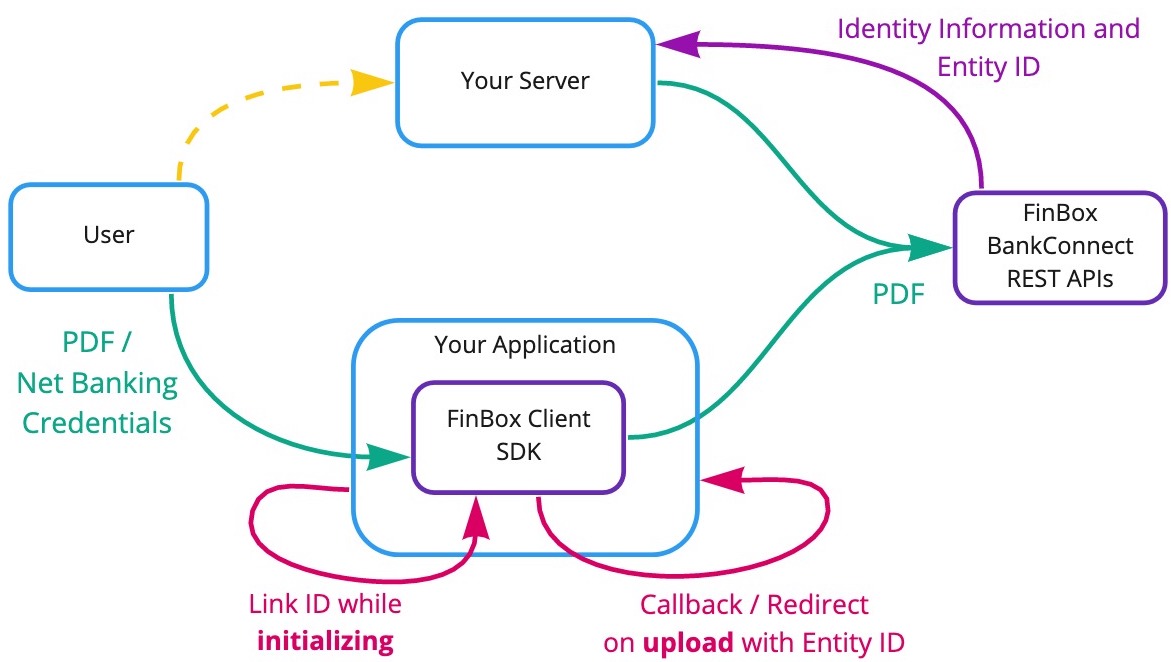 Identity Information and
Entity ID
Your Server
User
FinBox
BankConnect
REST APIs
PDF
PDF /
Net Banking
Credentials
Your Application
FinBox Client
SDK
Link ID while
initializing
Callback / Redirect
on upload with Entity ID